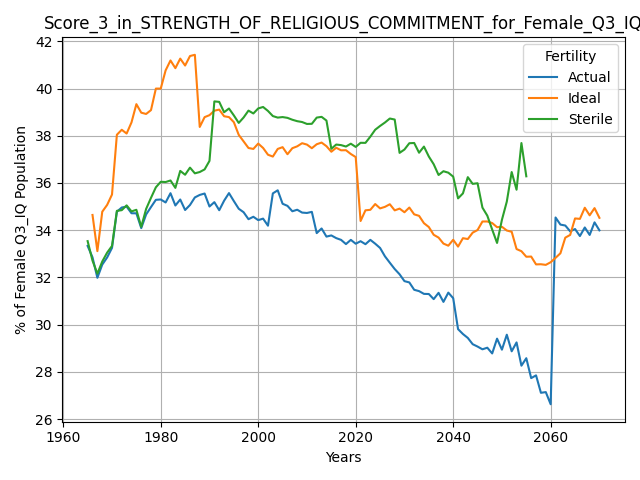 Score_3_in_STRENGTH_OF_RELIGIOUS_COMMITMENT_for_Female_Q3_IQ
42
40
38
36
34
32
30
28
26
% of Female Q3_IQ Population
Fertility
Actual
Ideal
Sterile
1960
1980
2000
2020
2040
2060
Years